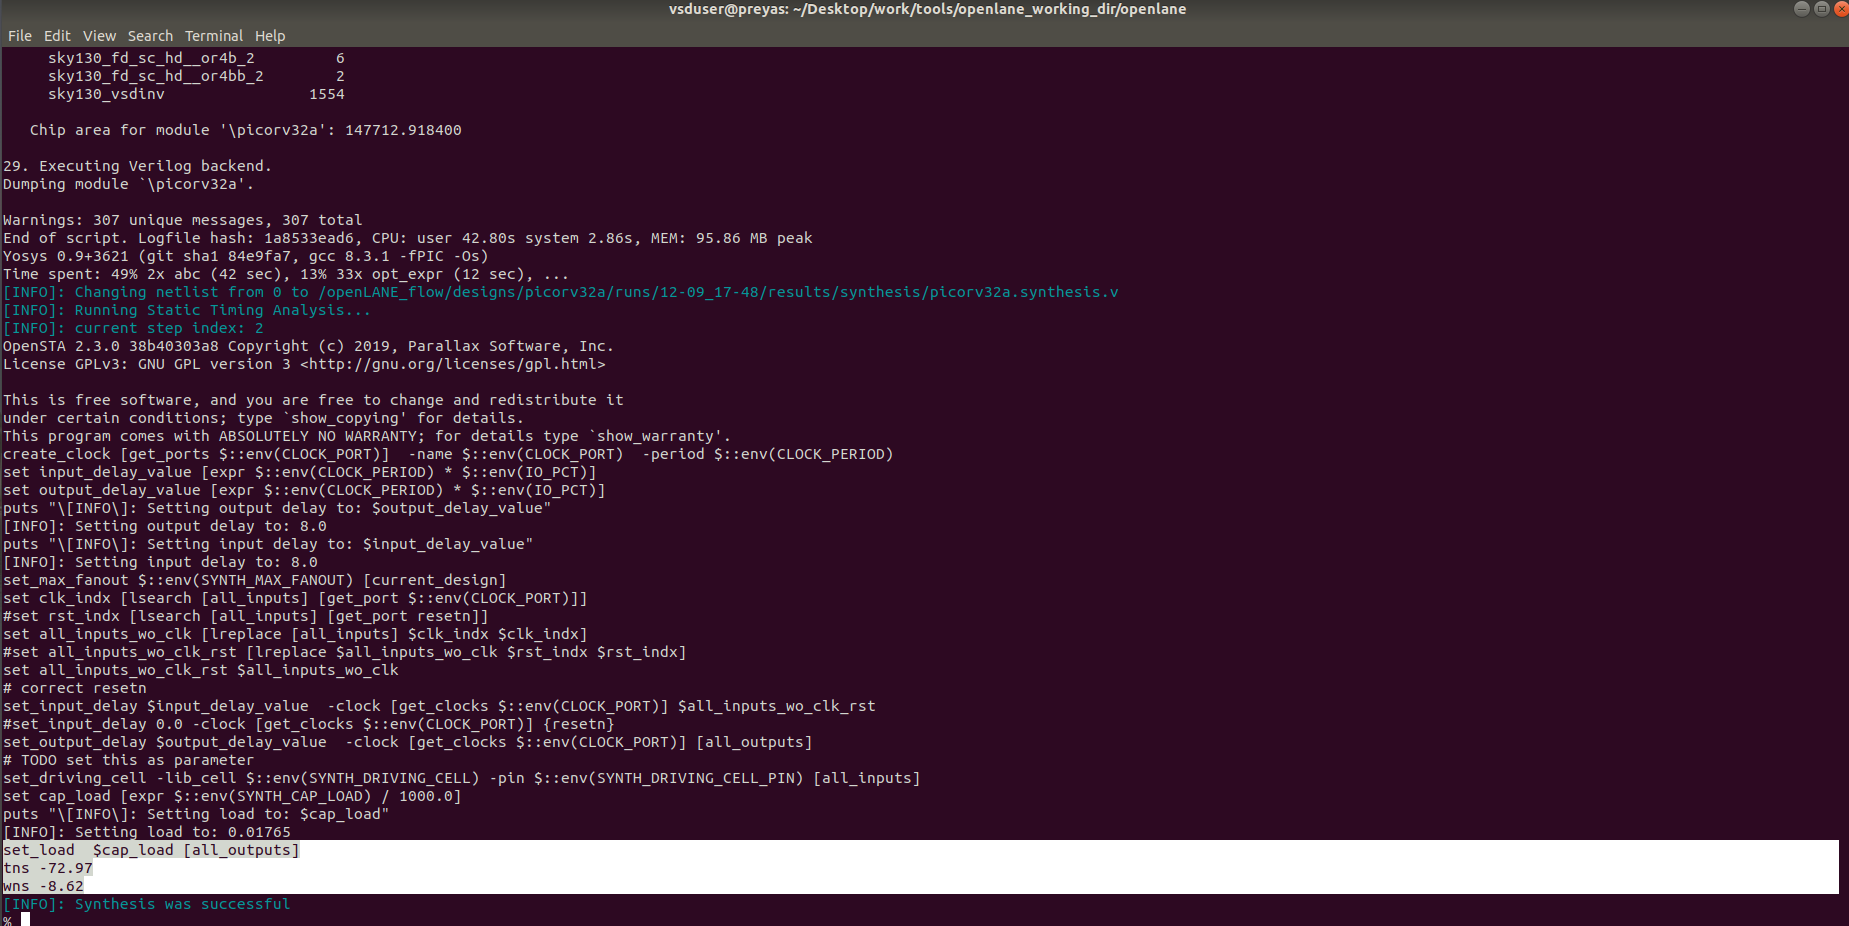 vsduser@preyas: ~/Desktop/work/tools/openlane_working_dir/openlane
File Edit View Search Terminal Help
sky130_fd_sc_hd__or4b_2 6
sky130_fd_sc_hd__or4bb_2 2
sky130_vsdinv 1554
Chip area for module '\picorv32a': 147712.918400
29. Executing Verilog backend.
Dumping module `\picorv32a'.
Warnings: 307 unique messages, 307 total
End of script. Logfile hash: 1a8533ead6, CPU: user 42.80s system 2.86s, MEM: 95.86 MB peak
Yosys 0.9+3621 (git sha1 84e9fa7, gcc 8.3.1 -fPIC -Os)
Time spent: 49% 2x abc (42 sec), 13% 33x opt_expr (12 sec), ...
[INFO]: Changing netlist from 0 to /openLANE_flow/designs/picorv32a/runs/12-09_17-48/results/synthesis/picorv32a.synthesis.v
[INFO]: Running Static Timing Analysis...
[INFO]: current step index: 2
OpenSTA 2.3.0 38b40303a8 Copyright (c) 2019, Parallax Software, Inc.
License GPLv3: GNU GPL version 3 <http://gnu.org/licenses/gpl.html>
This is free software, and you are free to change and redistribute it
under certain conditions; type `show_copying' for details.
This program comes with ABSOLUTELY NO WARRANTY; for details type `show_warranty'.
create_clock [get_ports $::env(CLOCK_PORT)]  -name $::env(CLOCK_PORT)  -period $::env(CLOCK_PERIOD)
set input_delay_value [expr $::env(CLOCK_PERIOD) * $::env(IO_PCT)]
set output_delay_value [expr $::env(CLOCK_PERIOD) * $::env(IO_PCT)]
puts "\[INFO\]: Setting output delay to: $output_delay_value"
[INFO]: Setting output delay to: 8.0
puts "\[INFO\]: Setting input delay to: $input_delay_value"
[INFO]: Setting input delay to: 8.0
set_max_fanout $::env(SYNTH_MAX_FANOUT) [current_design]
set clk_indx [lsearch [all_inputs] [get_port $::env(CLOCK_PORT)]]
#set rst_indx [lsearch [all_inputs] [get_port resetn]]
set all_inputs_wo_clk [lreplace [all_inputs] $clk_indx $clk_indx]
#set all_inputs_wo_clk_rst [lreplace $all_inputs_wo_clk $rst_indx $rst_indx]
set all_inputs_wo_clk_rst $all_inputs_wo_clk
# correct resetn
set_input_delay $input_delay_value  -clock [get_clocks $::env(CLOCK_PORT)] $all_inputs_wo_clk_rst
#set_input_delay 0.0 -clock [get_clocks $::env(CLOCK_PORT)] {resetn}
set_output_delay $output_delay_value  -clock [get_clocks $::env(CLOCK_PORT)] [all_outputs]
# TODO set this as parameter
set_driving_cell -lib_cell $::env(SYNTH_DRIVING_CELL) -pin $::env(SYNTH_DRIVING_CELL_PIN) [all_inputs]
set cap_load [expr $::env(SYNTH_CAP_LOAD) / 1000.0]
puts "\[INFO\]: Setting load to: $cap_load"
[INFO]: Setting load to: 0.01765
set_load  $cap_load [all_outputs]
tns -72.97
wns -8.62
[INFO]: Synthesis was successful
%